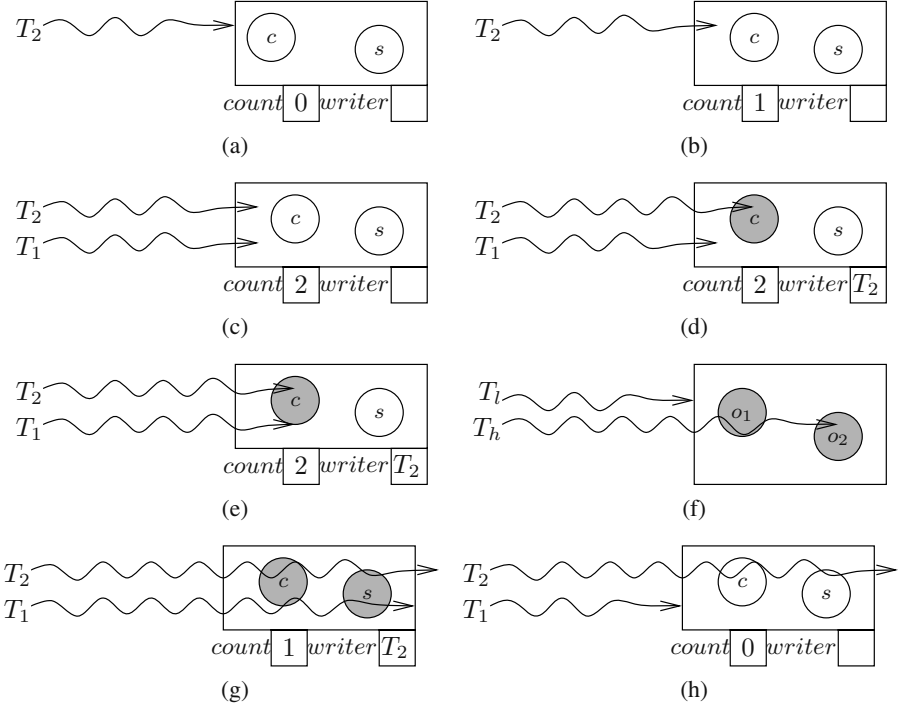 T₂ c s
count 0 writer
(a)
T₂ c s
count 1 writer
(b)
T₂ c s
T₁
count 2 writer
(c)
T₂ c s
T₁
count 2 writer T₂
(d)
T₂ c s
T₁
count 2 writer T₂
(e)
Tₗ o₁
Tₕ o₂
(f)
T₂ c s
T₁
count 1 writer T₂
(g)
T₂ c s
T₁
count 0 writer
(h)